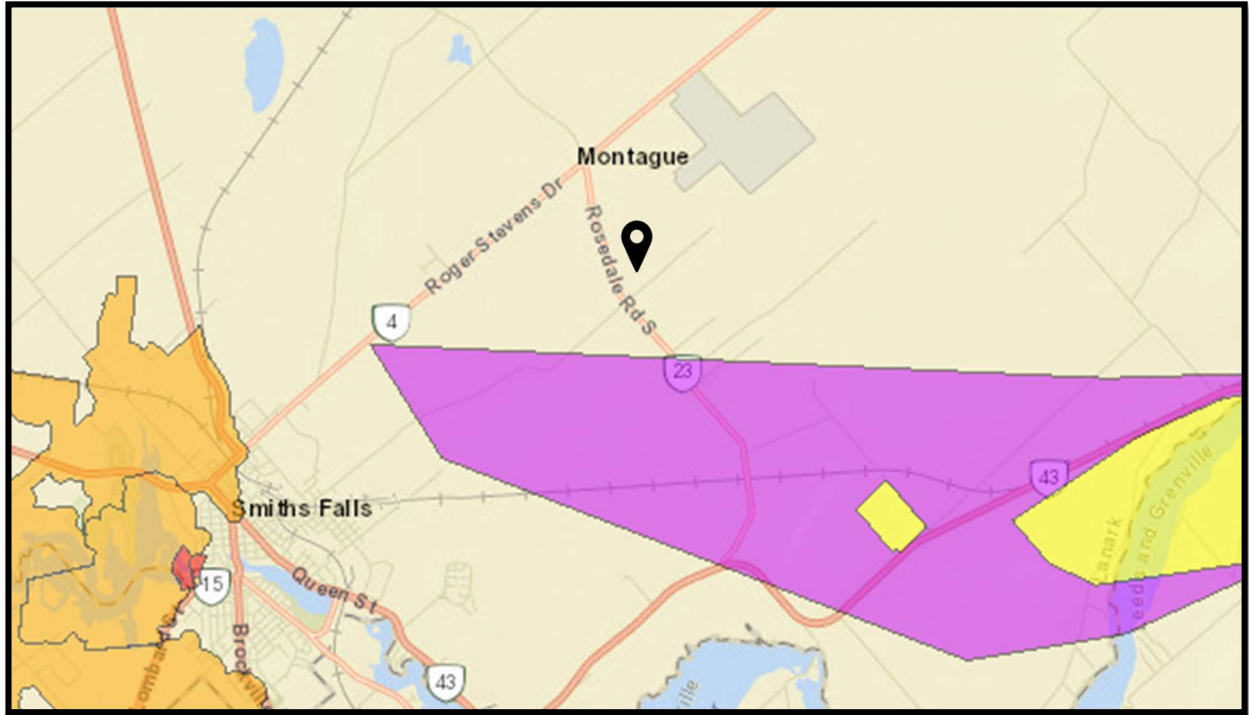 Montague
Roger Stevens Dr
Rosedale Rd S
4
23
43
Smiths Falls
Lanark
Leeds and Grenville
15
Queen St
43